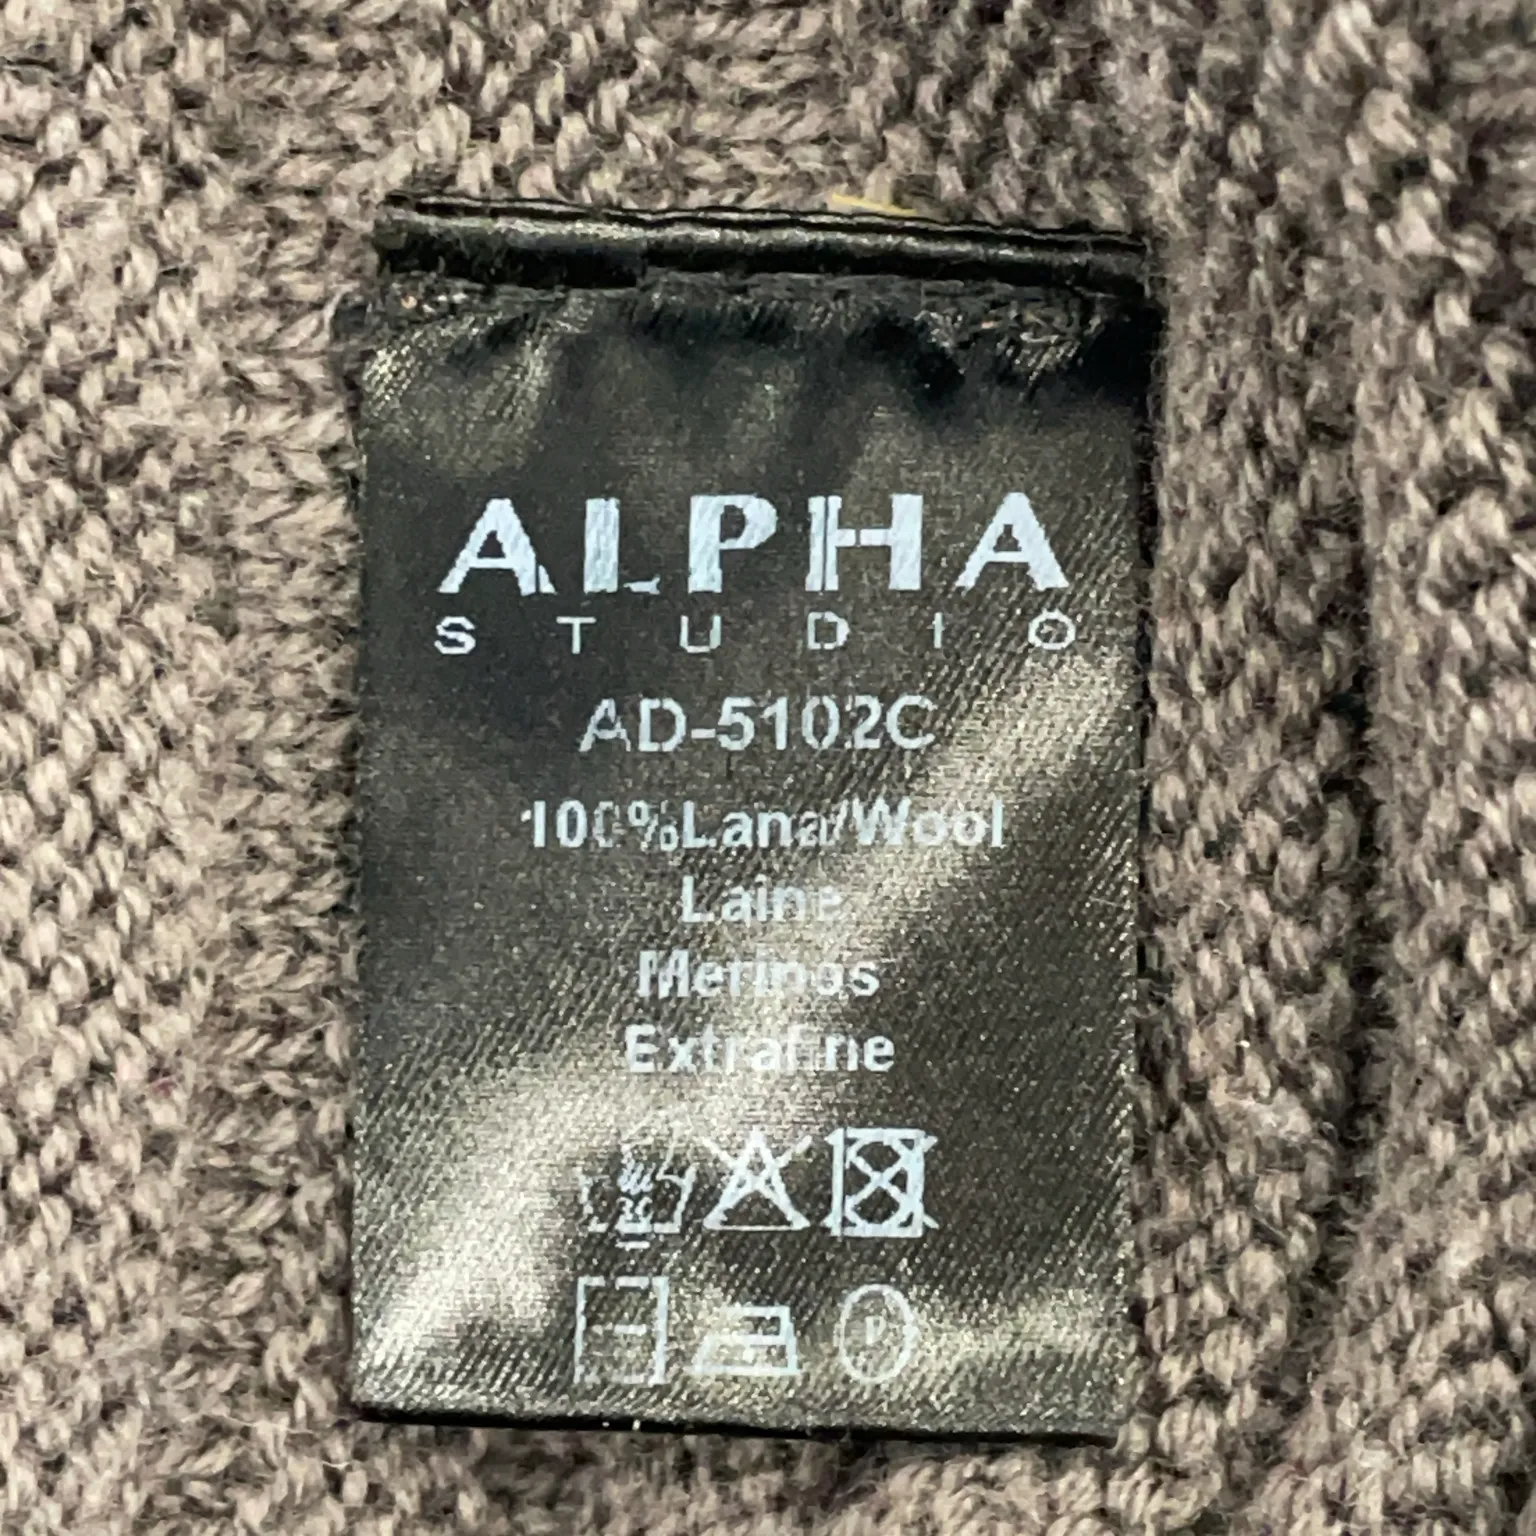 ALPHA
STUDIO
AD-5102C
100%Lana/Wool
Laine
Merinos
Extrafine
P